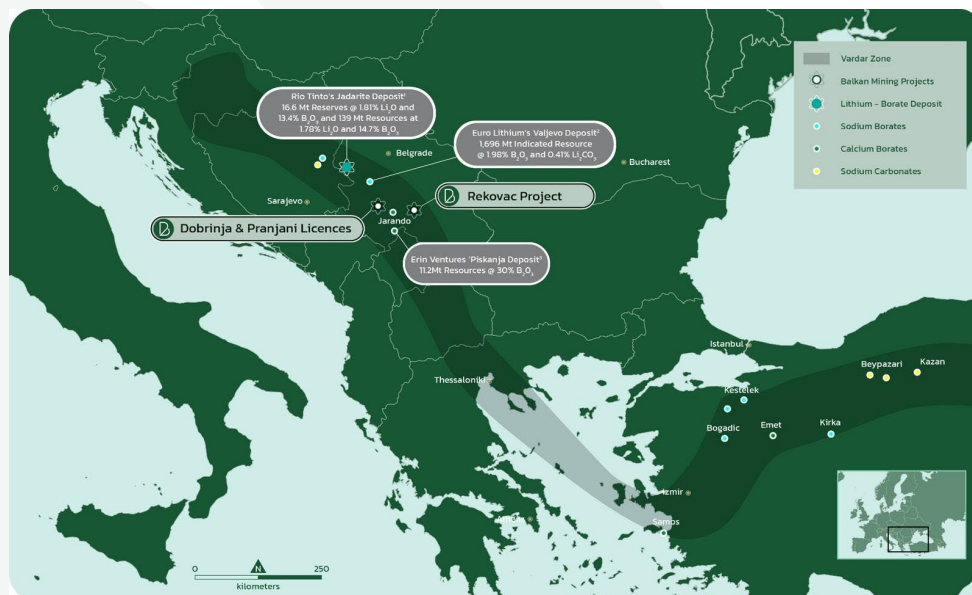 Rio Tinto's Jadarite Deposit¹
16.6 Mt Reserves @ 1.81% Li₂O and
13.4% B₂O₃ and 139 Mt Resources at
1.78% Li₂O and 14.7% B₂O₃
Vardar Zone
Balkan Mining Projects
Lithium - Borate Deposit
Sodium Borates
Calcium Borates
Sodium Carbonates
Euro Lithium's Valjevo Deposit²
1,696 Mt Indicated Resource
@ 1.98% B₂O₃ and 0.41% Li₂CO₃
Belgrade
Bucharest
Sarajevo
Rekovac Project
Dobrinja & Pranjani Licences
Jarando
Erin Ventures 'Piskanja Deposit³
11.2Mt Resources @ 30% B₂O₃
Istanbul
Thessaloniki
Beypazari
Kazan
Kestelek
Bogadic
Emet
Kirka
Izmir
Samos
N
0 250
kilometers